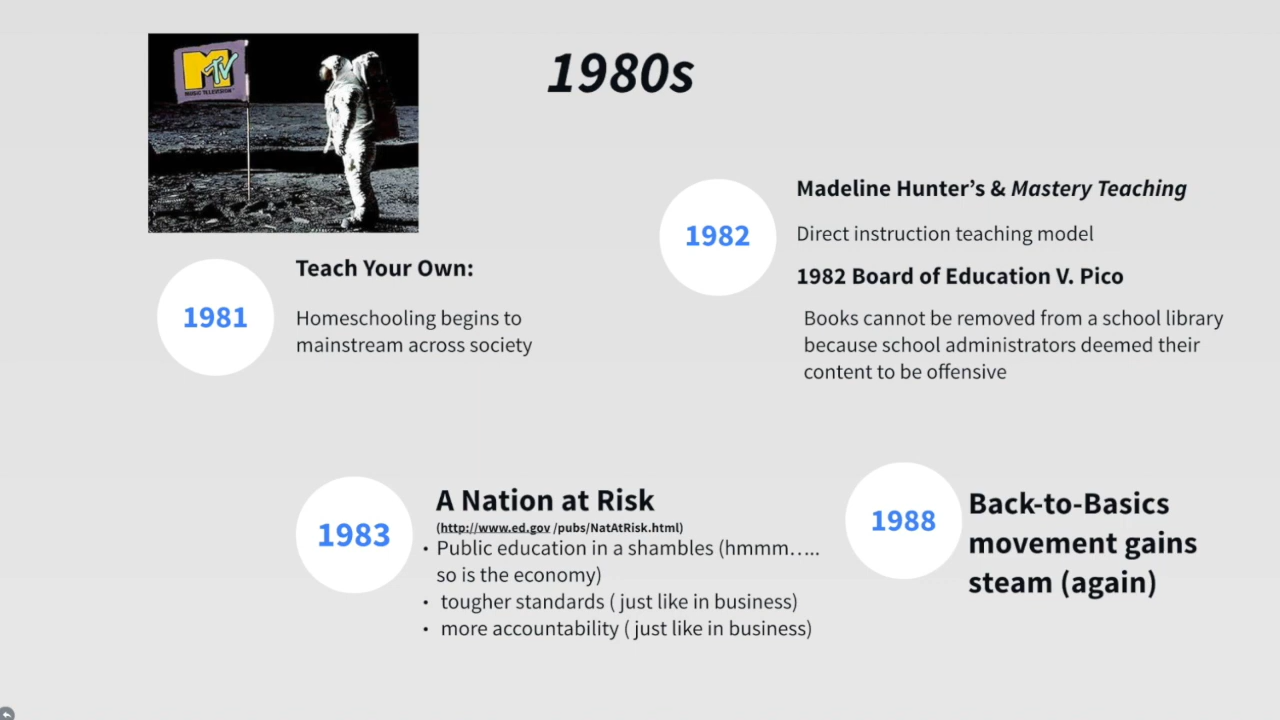 MTV
MUSIC TELEVISION
1980s
1981
Teach Your Own:
Homeschooling begins to
mainstream across society
1982
Madeline Hunter’s & Mastery Teaching
Direct instruction teaching model
1982 Board of Education V. Pico
Books cannot be removed from a school library
because school administrators deemed their
content to be offensive
1983
A Nation at Risk
(http://www.ed.gov /pubs/NatAtRisk.html)
• Public education in a shambles (hmmm…..
so is the economy)
• tougher standards ( just like in business)
• more accountability ( just like in business)
1988
Back-to-Basics
movement gains
steam (again)